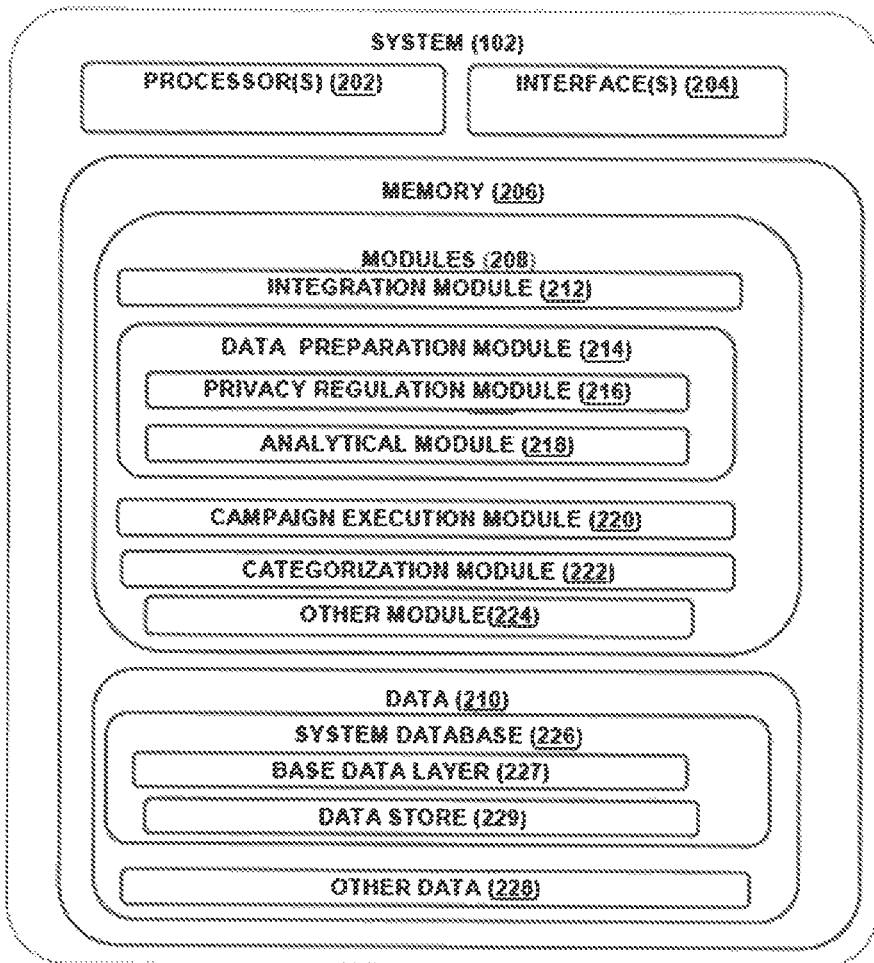 SYSTEM (102)
PROCESSOR(S) (202)
INTERFACE(S) (204)
MEMORY (206)
MODULES (208)
INTEGRATION MODULE (212)
DATA PREPARATION MODULE (214)
PRIVACY REGULATION MODULE (216)
ANALYTICAL MODULE (218)
CAMPAIGN EXECUTION MODULE (220)
CATEGORIZATION MODULE (222)
OTHER MODULE(224)
DATA (210)
SYSTEM DATABASE (226)
BASE DATA LAYER (227)
DATA STORE (229)
OTHER DATA (228)